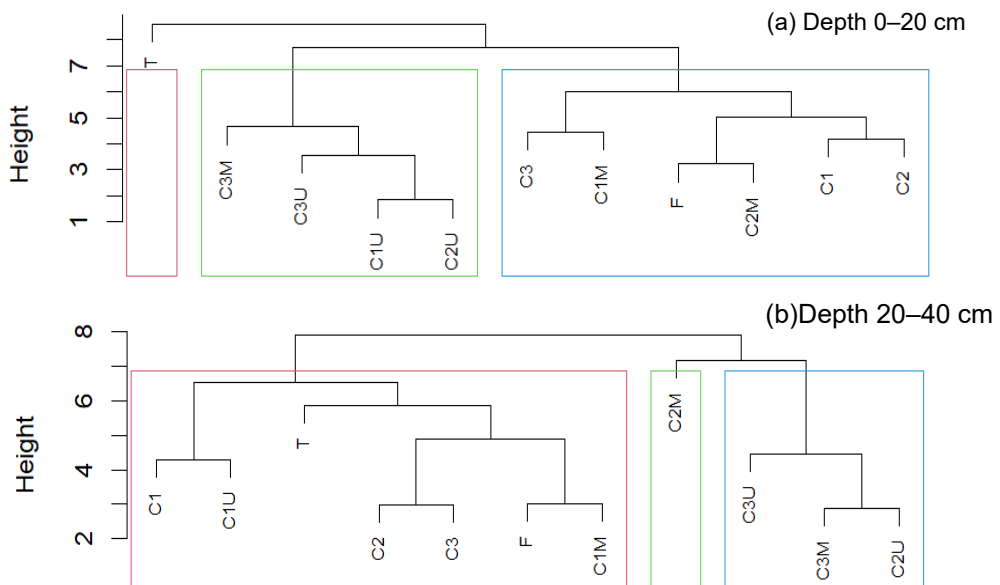 (a) Depth 0–20 cm
Height
7
5
3
1
T
C3M
C3U
C1U
C2U
C3
C1M
F
C2M
C1
C2
(b)Depth 20–40 cm
Height
8
6
4
2
C1
C1U
T
C2
C3
F
C1M
C2M
C3U
C3M
C2U